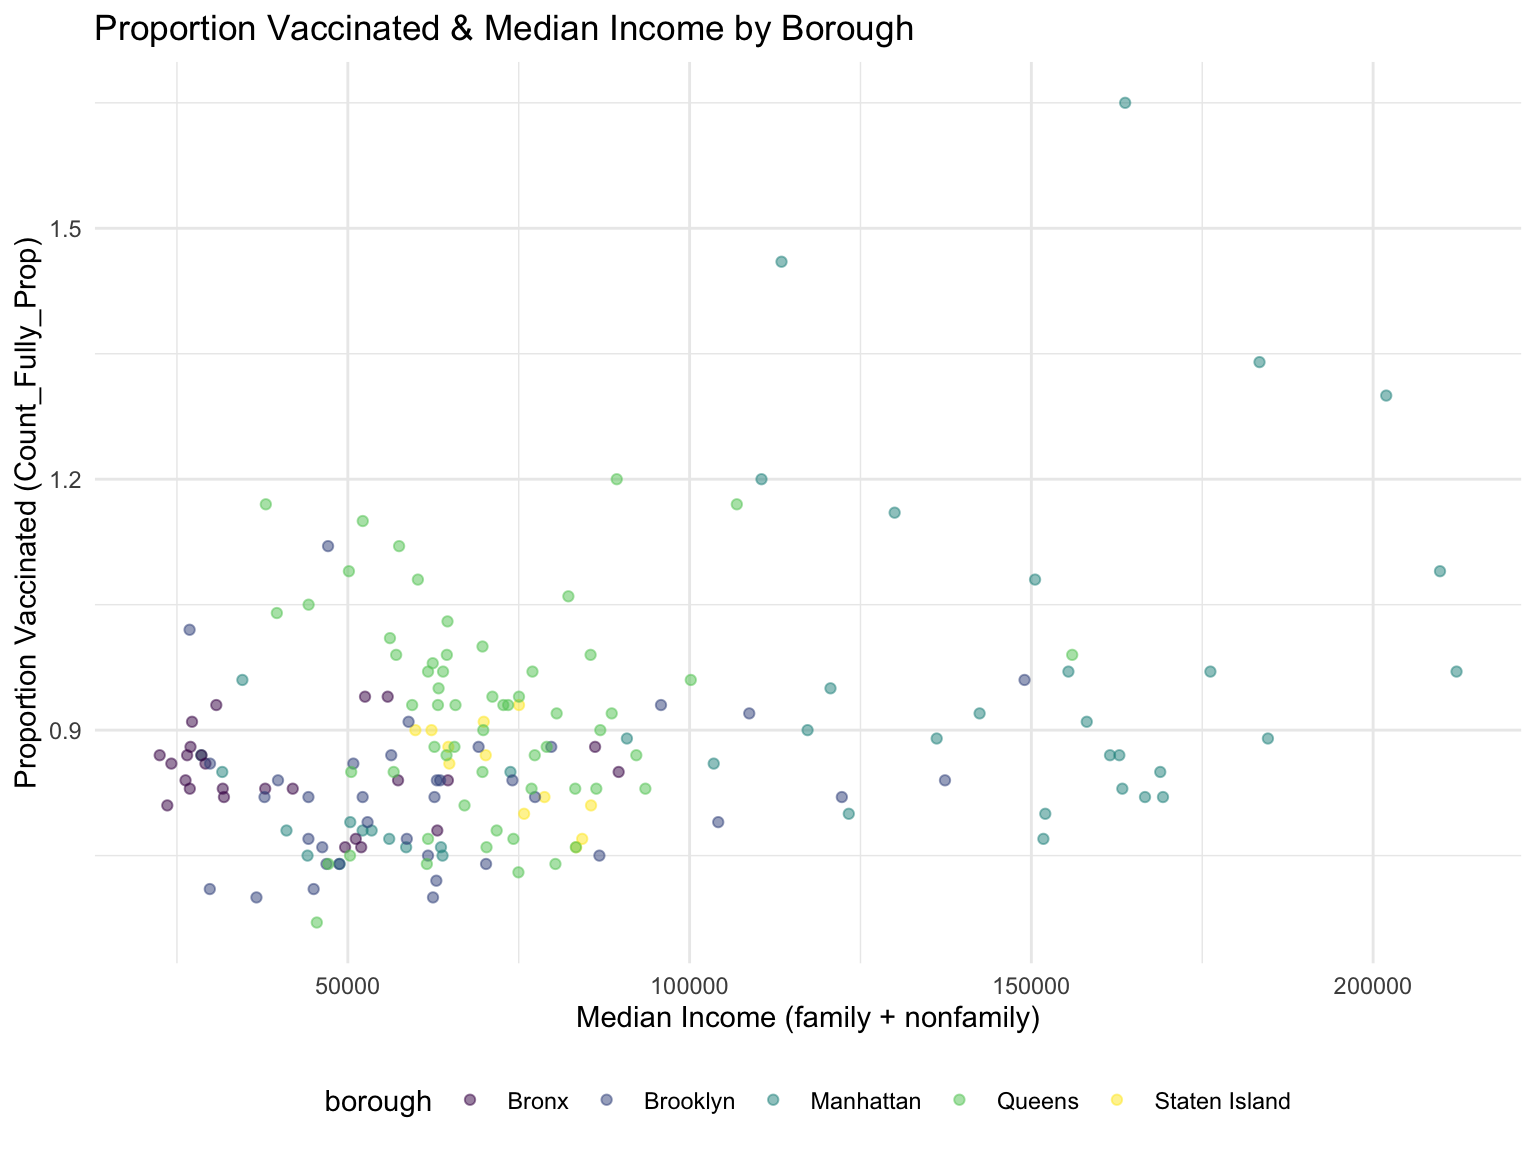 Proportion Vaccinated & Median Income by Borough
Proportion Vaccinated (Count_Fully_Prop)
1.5
1.2
0.9
50000 100000 150000 200000
Median Income (family + nonfamily)
borough Bronx Brooklyn Manhattan Queens Staten Island